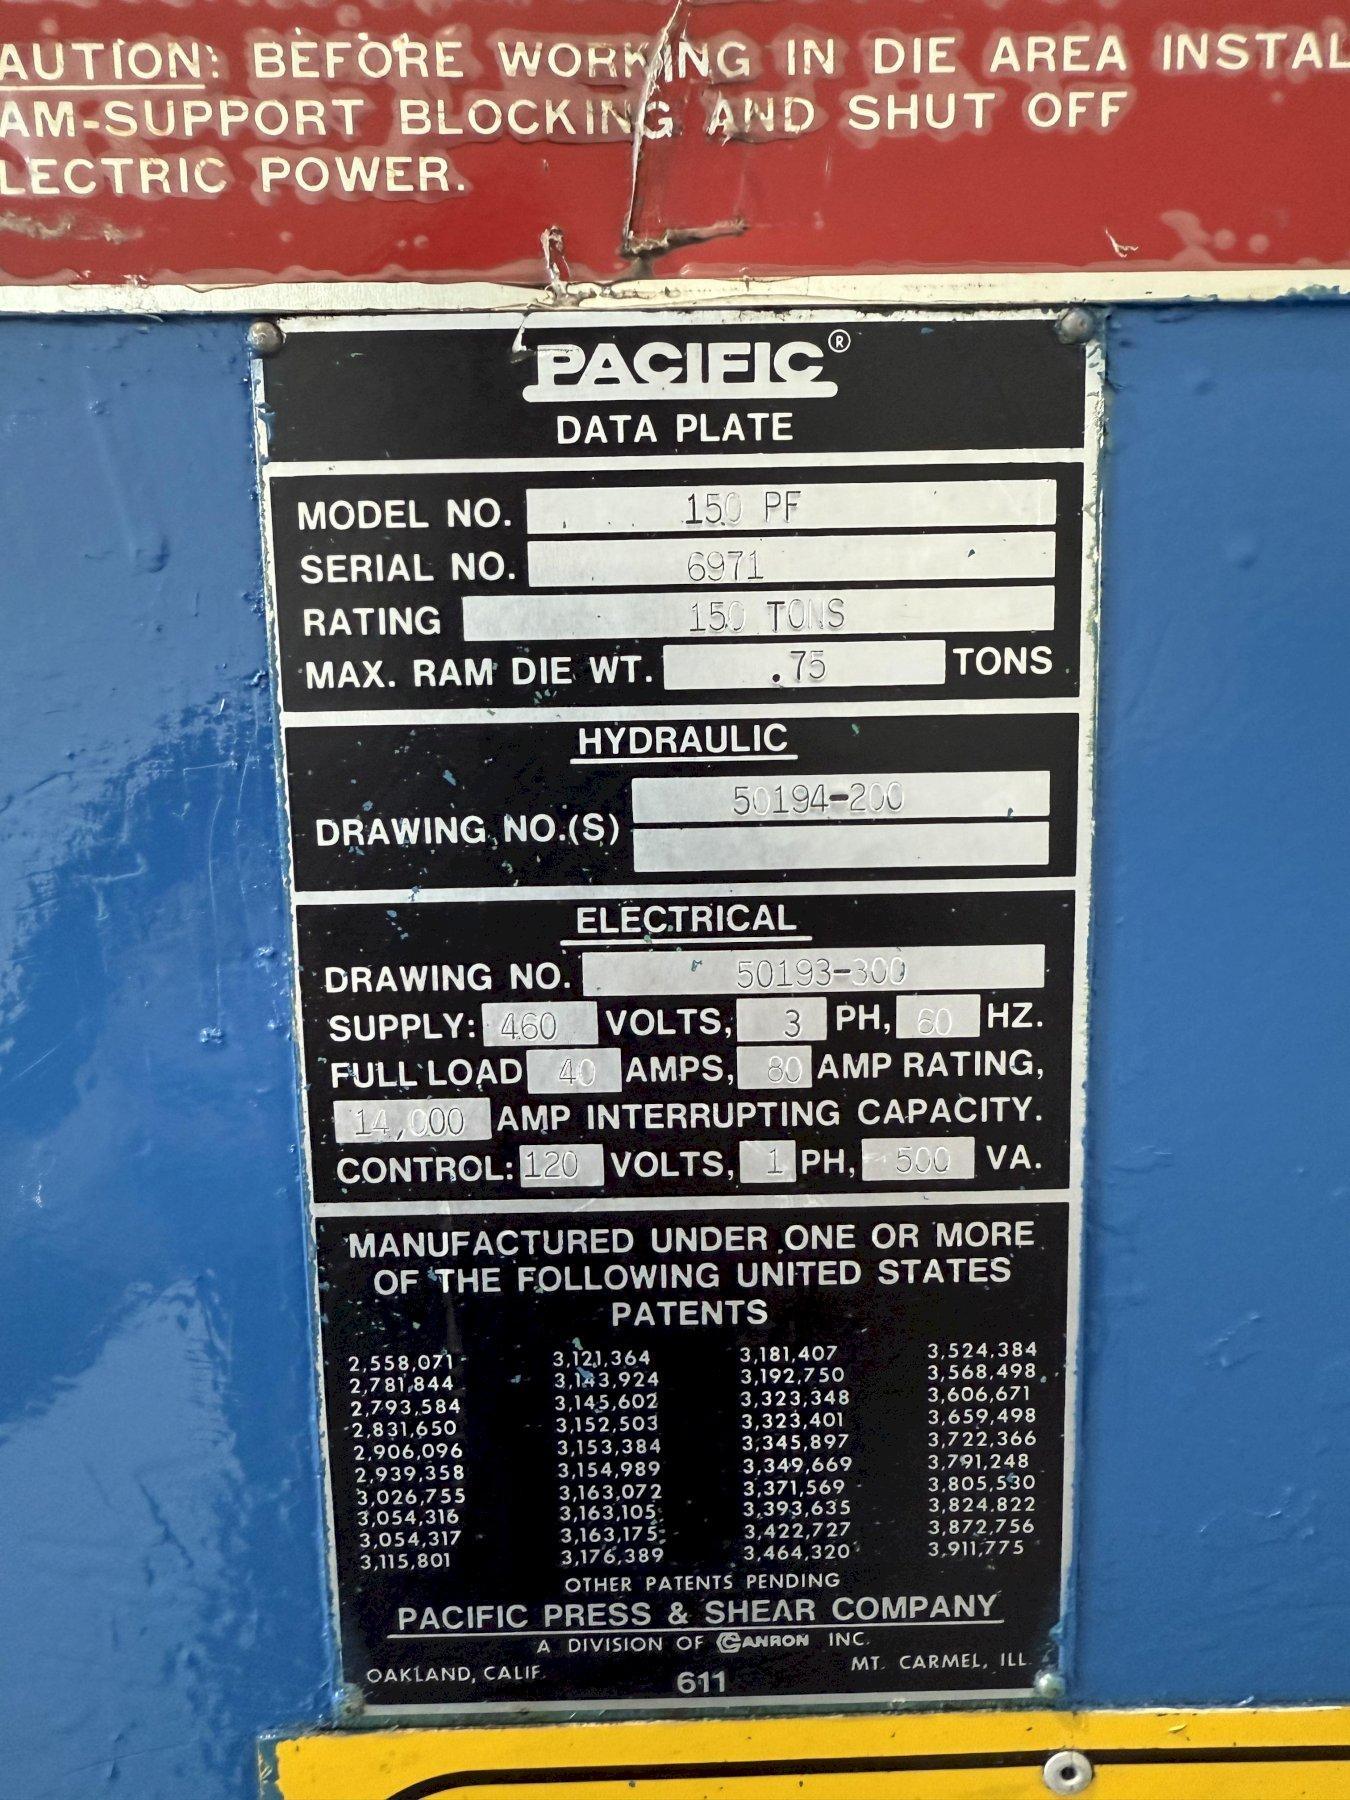 AUTION: BEFORE WORKING IN DIE AREA INSTAL
AM-SUPPORT BLOCKING AND SHUT OFF
LECTRIC POWER.
PACIFIC®
DATA PLATE
MODEL NO. 150 PF
SERIAL NO. 6971
RATING 150 TONS
MAX. RAM DIE WT. .75 TONS
HYDRAULIC
DRAWING NO.(S) 50194-200
ELECTRICAL
DRAWING NO. 50193-300
SUPPLY: 460 VOLTS, 3 PH, 60 HZ.
FULL LOAD 40 AMPS, 80 AMP RATING,
14,000 AMP INTERRUPTING CAPACITY.
CONTROL: 120 VOLTS, 1 PH, 500 VA.
MANUFACTURED UNDER ONE OR MORE
OF THE FOLLOWING UNITED STATES
PATENTS
2,558,071 3,121,364 3,181,407 3,524,384
2,781,844 3,143,924 3,192,750 3,568,498
2,793,584 3,145,602 3,323,348 3,606,671
2,831,650 3,152,503 3,323,401 3,659,498
2,906,096 3,153,384 3,345,897 3,722,366
2,939,358 3,154,989 3,349,669 3,791,248
3,026,755 3,163,072 3,371,569 3,805,530
3,054,316 3,163,105 3,393,635 3,824,822
3,054,317 3,163,175 3,422,727 3,872,756
3,115,801 3,176,389 3,464,320 3,911,775
OTHER PATENTS PENDING
PACIFIC PRESS & SHEAR COMPANY
A DIVISION OF CANRON INC.
OAKLAND, CALIF. MT. CARMEL, ILL.
611